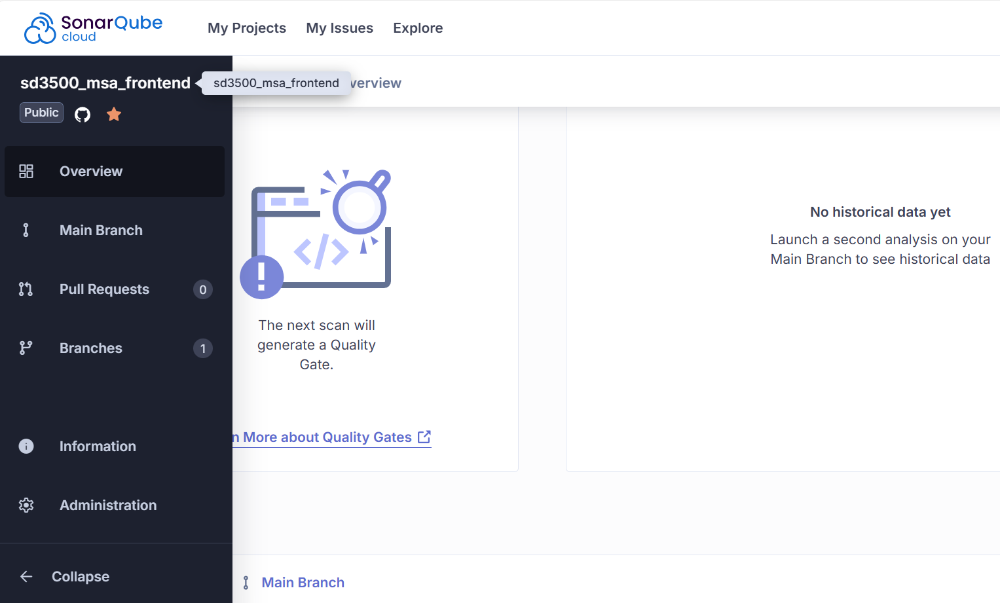 SonarQube
cloud
My Projects
My Issues
Explore
sd3500_msa_frontend
sd3500_msa_frontend
verview
Public
Overview
Main Branch
Pull Requests
0
Branches
1
Information
Administration
Collapse
The next scan will
generate a Quality
Gate.
n More about Quality Gates
No historical data yet
Launch a second analysis on your
Main Branch to see historical data
Main Branch